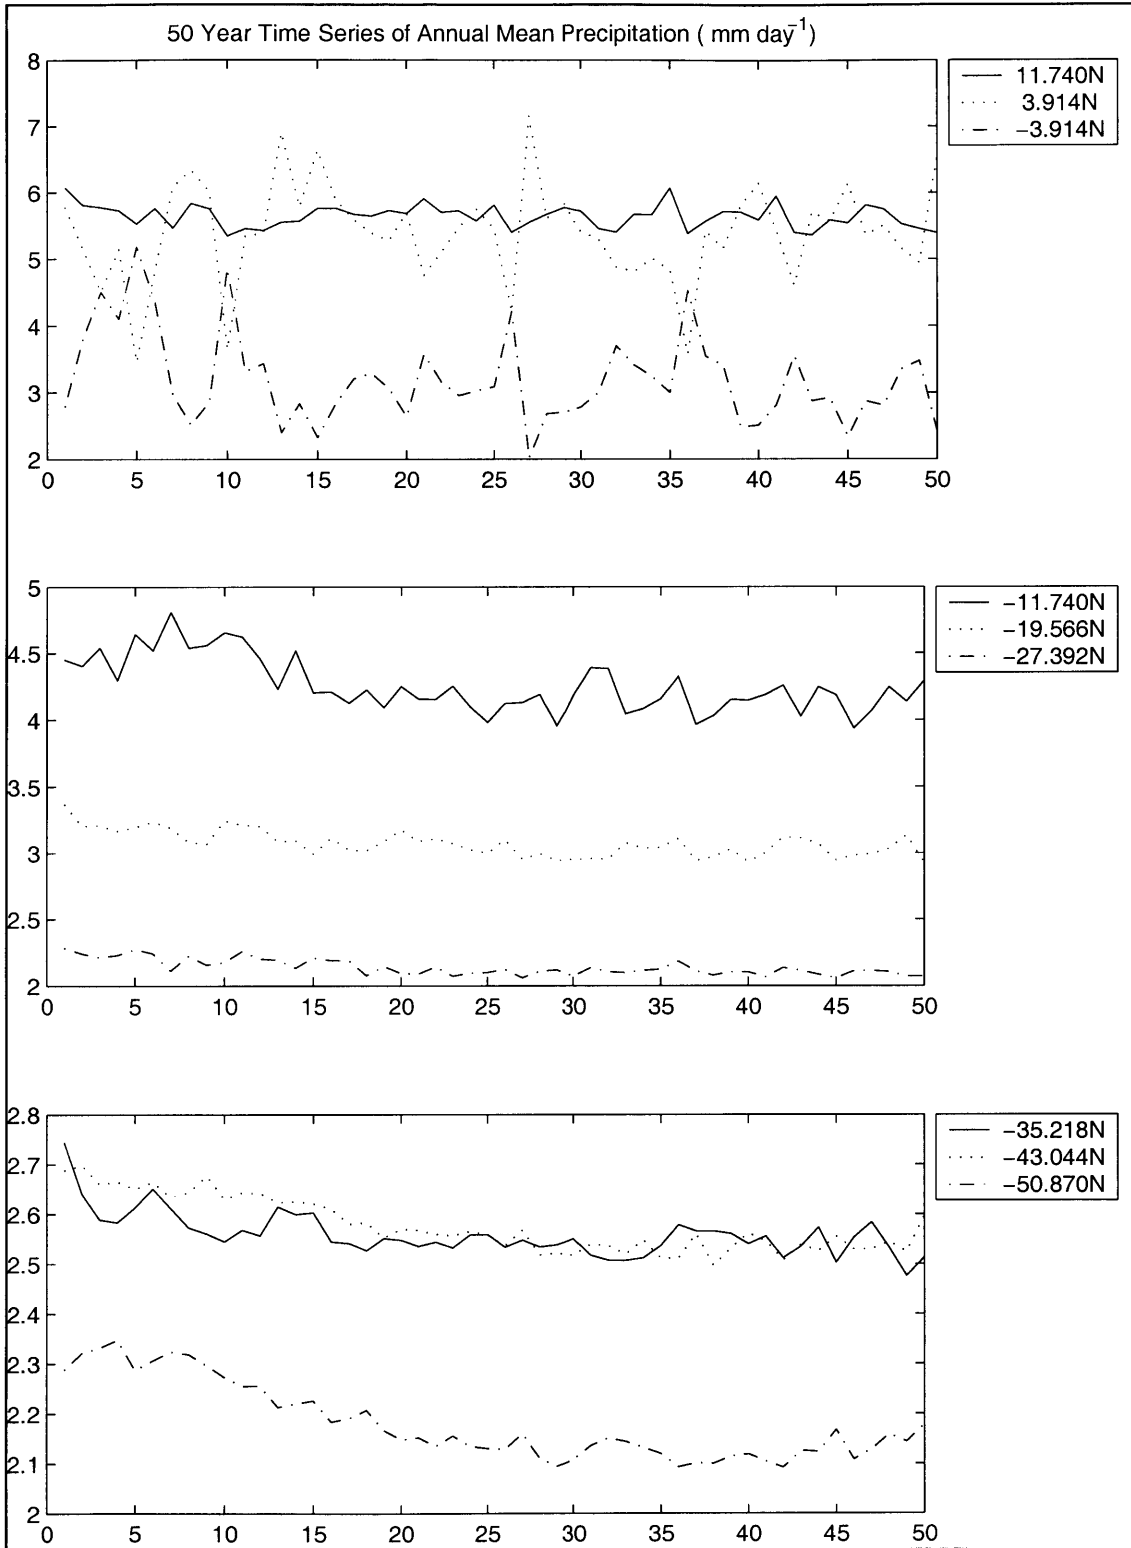 50 Year Time Series of Annual Mean Precipitation ( mm day⁻¹)
8
7
6
5
4
3
2
0 5 10 15 20 25 30 35 40 45 50
11.740N
3.914N
−3.914N
5
4.5
4
3.5
3
2.5
2
0 5 10 15 20 25 30 35 40 45 50
−11.740N
−19.566N
−27.392N
2.8
2.7
2.6
2.5
2.4
2.3
2.2
2.1
2
0 5 10 15 20 25 30 35 40 45 50
−35.218N
−43.044N
−50.870N